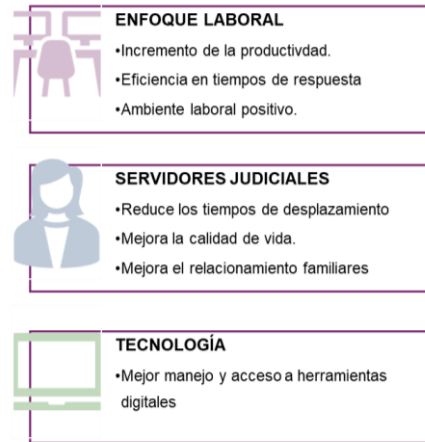 ENFOQUE LABORAL
•Incremento de la productivdad.
•Eficiencia en tiempos de respuesta
•Ambiente laboral positivo.
SERVIDORES JUDICIALES
•Reduce los tiempos de desplazamiento
•Mejora la calidad de vida.
•Mejora el relacionamiento familiares
TECNOLOGÍA
•Mejor manejo y acceso a herramientas
digitales